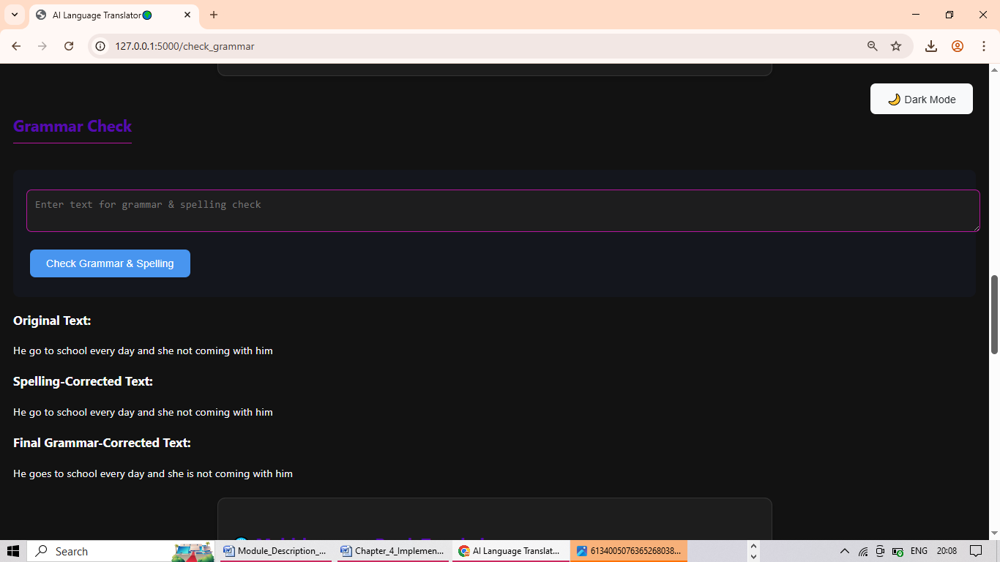 AI Language Translator
127.0.0.1:5000/check_grammar
Dark Mode
Grammar Check
Enter text for grammar & spelling check
Check Grammar & Spelling
Original Text:
He go to school every day and she not coming with him
Spelling-Corrected Text:
He go to school every day and she not coming with him
Final Grammar-Corrected Text:
He goes to school every day and she is not coming with him
Search
Module_Description_...
Chapter_4_Implemen...
AI Language Translat...
6134005076365268038...
ENG
20:08